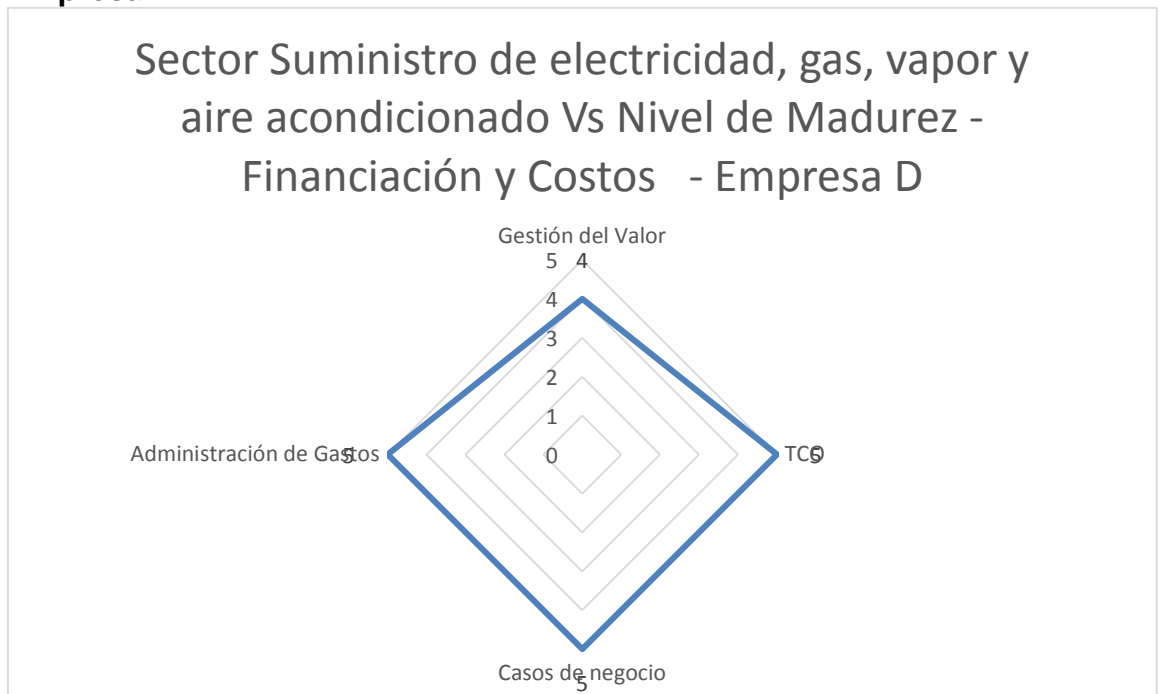 Sector Suministro de electricidad, gas, vapor y
aire acondicionado Vs Nivel de Madurez -
Financiación y Costos - Empresa D
Gestión del Valor
5 4
4
3
2
1
Administración de Gastos 5 0 TCO 5
Casos de negocio
5